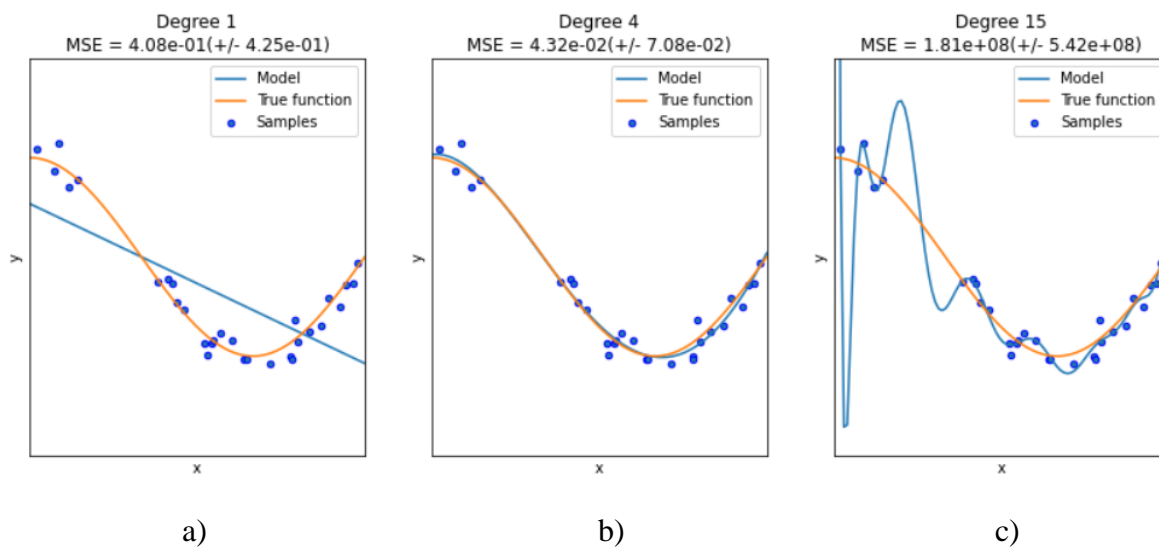 Degree 1
MSE = 4.08e-01(+/- 4.25e-01)
Model
True function
Samples
y
x
a)
Degree 4
MSE = 4.32e-02(+/- 7.08e-02)
Model
True function
Samples
y
x
b)
Degree 15
MSE = 1.81e+08(+/- 5.42e+08)
Model
True function
Samples
y
x
c)